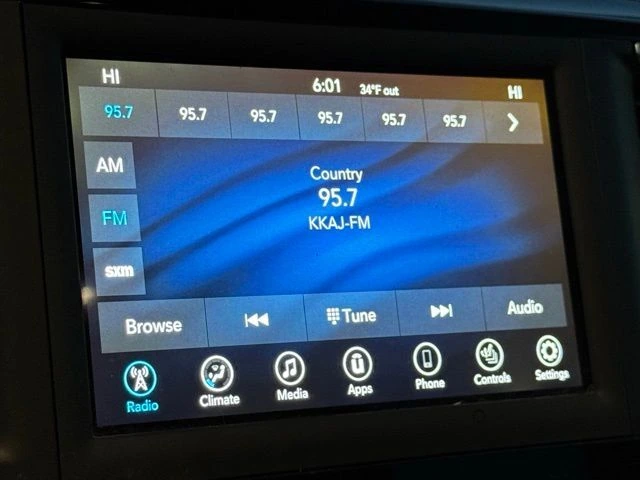 HI 6:01 34°F out HI
95.7 95.7 95.7 95.7 95.7 95.7
AM
Country
95.7
FM
KKAJ-FM
sxm
Browse Tune Audio
Radio Climate Media Apps Phone Controls Settings